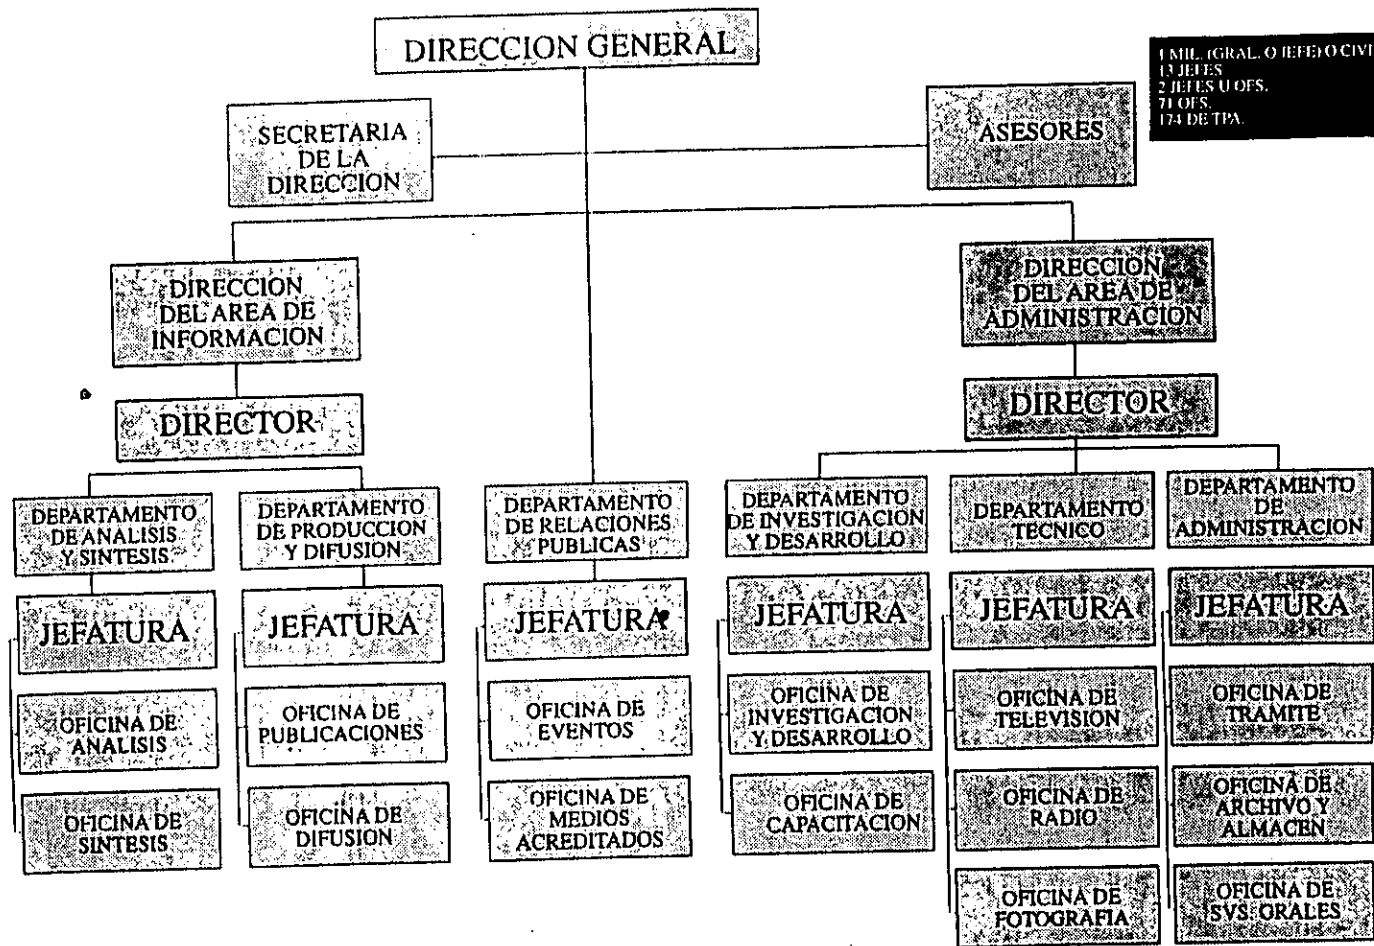 DIRECCION GENERAL
1 MIL. (GRAL. O JEFE) O CIVI
13 JEFES
2 JEFES U OFS.
71 OFS.
174 DE TPA.
SECRETARIA
DE LA
DIRECCION
ASESORES
DIRECCION
DEL AREA DE
INFORMACION
DIRECCION
DEL AREA DE
ADMINISTRACION
DIRECTOR
DIRECTOR
DEPARTAMENTO
DE ANALISIS
Y SINTESIS
DEPARTAMENTO
DE PRODUCCION
Y DIFUSION
DEPARTAMENTO
DE RELACIONES
PUBLICAS
DEPARTAMENTO
DE INVESTIGACION
Y DESARROLLO
DEPARTAMENTO
TECNICO
DEPARTAMENTO
DE
ADMINISTRACION
JEFATURA
JEFATURA
JEFATURA
JEFATURA
JEFATURA
JEFATURA
OFICINA DE
ANALISIS
OFICINA DE
PUBLICACIONES
OFICINA DE
EVENTOS
OFICINA DE
INVESTIGACION
Y DESARROLLO
OFICINA DE
TELEVISION
OFICINA DE
TRAMITE
OFICINA DE
SINTESIS
OFICINA DE
DIFUSION
OFICINA DE
MEDIOS
ACREDITADOS
OFICINA DE
CAPACITACION
OFICINA DE
RADIO
OFICINA DE
ARCHIVO Y
ALMACEN
OFICINA DE
FOTOGRAFIA
OFICINA DE
SVS. GRALES